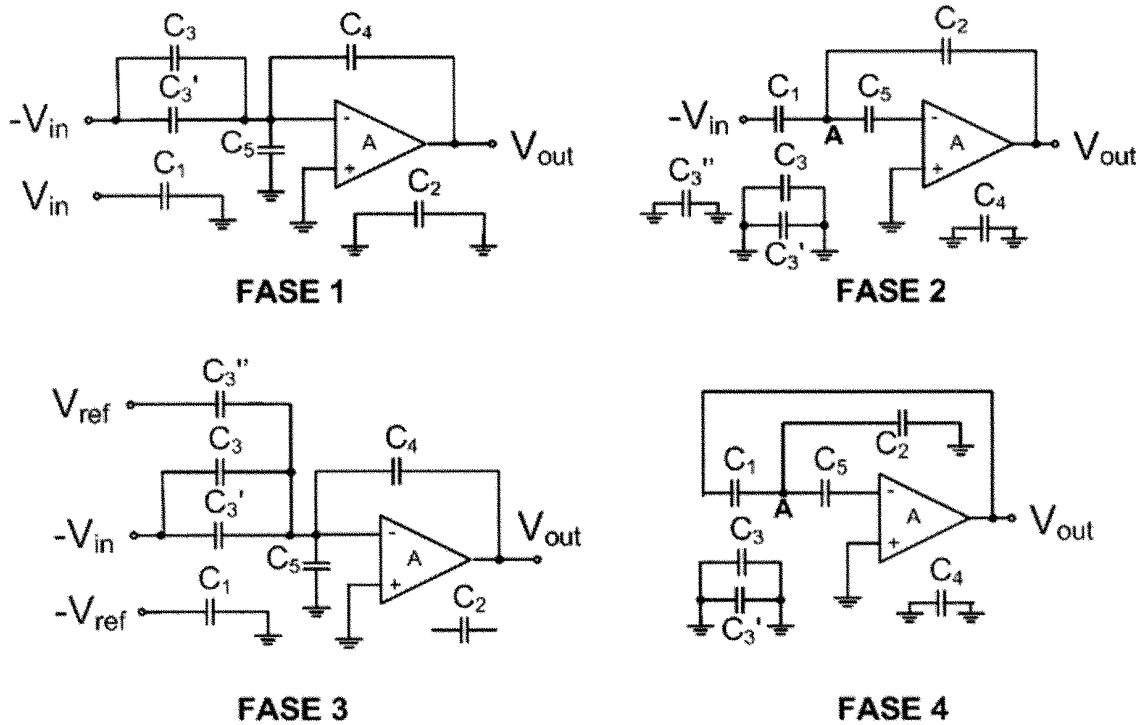 C3
C3'
-Vin
C4
C5
-
A
+
Vout
Vin
C1
C2
FASE 1
C2
C1
C5
-Vin
A
-
A
+
Vout
C3''
C3
C3'
C4
FASE 2
C3''
Vref
C3
C3'
-Vin
C4
C5
-
A
+
Vout
-Vref
C1
C2
FASE 3
C2
C1
C5
A
-
A
+
Vout
C3
C3'
C4
FASE 4